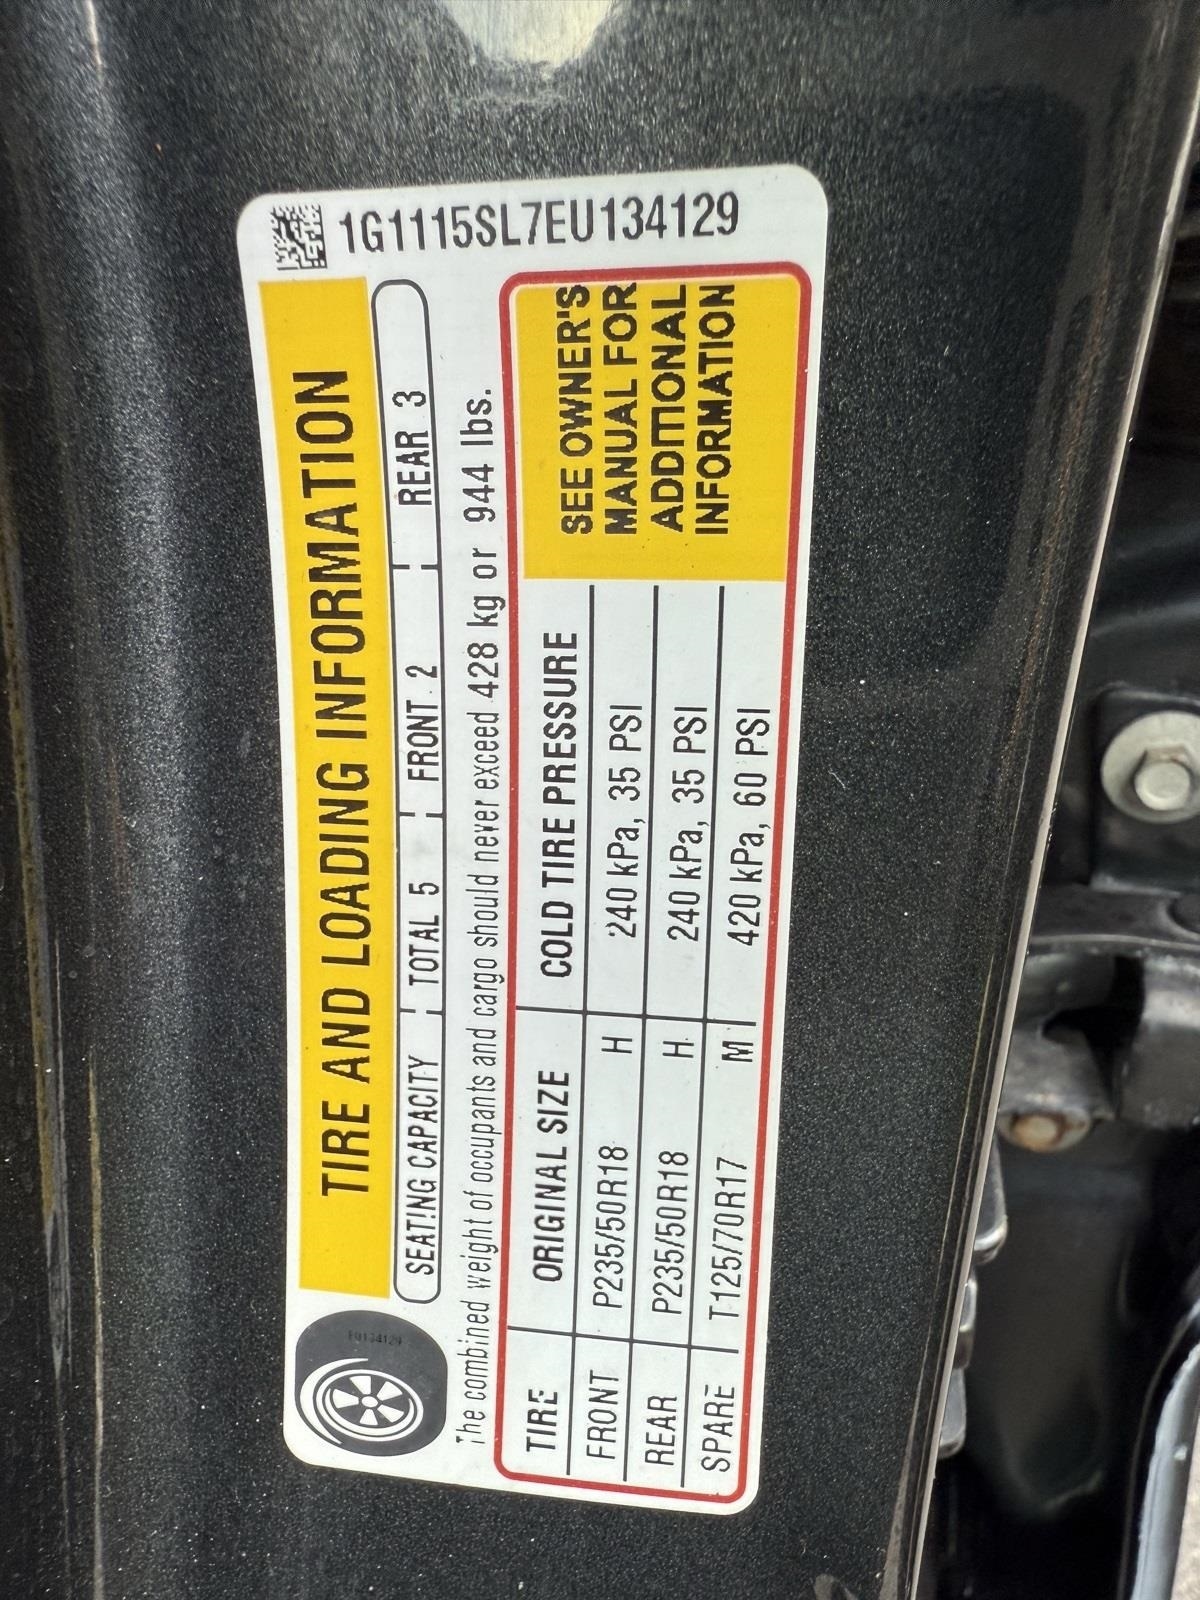 1G1115SL7EU134129
TIRE AND LOADING INFORMATION
SEATING CAPACITY TOTAL 5 FRONT 2 REAR 3
The combined weight of occupants and cargo should never exceed 428 kg or 944 lbs.
TIRE ORIGINAL SIZE COLD TIRE PRESSURE
FRONT P235/50R18 H 240 kPa, 35 PSI
REAR P235/50R18 H 240 kPa, 35 PSI
SPARE T125/70R17 M 420 kPa, 60 PSI
SEE OWNER'S
MANUAL FOR
ADDITIONAL
INFORMATION
EU134129